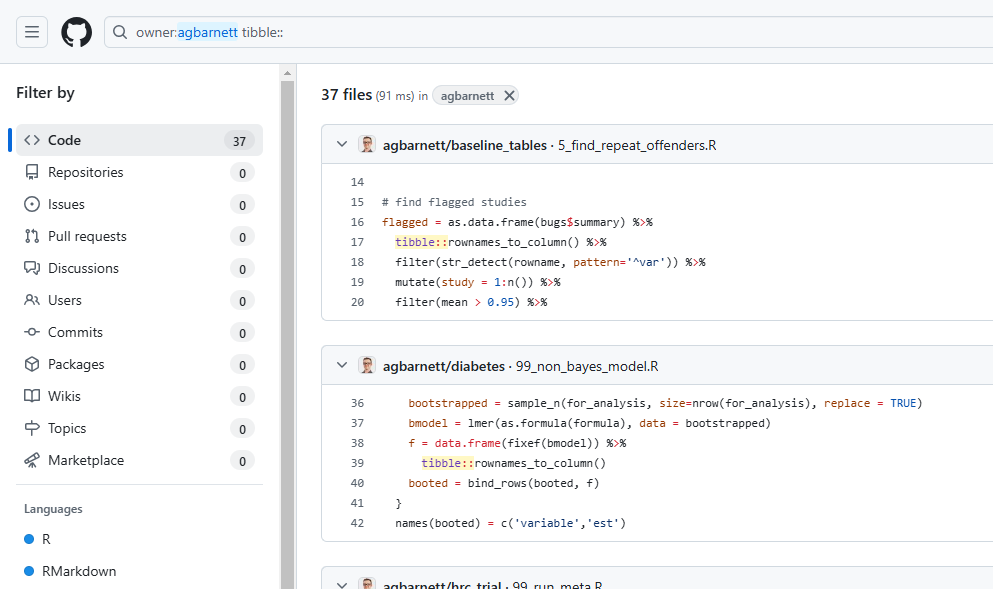 owner:agbarnett tibble::
Filter by
Code 37
Repositories 0
Issues 0
Pull requests 0
Discussions 0
Users 0
Commits 0
Packages 0
Wikis 0
Topics 0
Marketplace 0
Languages
R
RMarkdown
37 files (91 ms) in agbarnett
agbarnett/baseline_tables · 5_find_repeat_offenders.R
14
15 # find flagged studies
16 flagged = as.data.frame(bugs$summary) %>%
17 tibble::rownames_to_column() %>%
18 filter(str_detect(rowname, pattern='^var')) %>%
19 mutate(study = 1:n()) %>%
20 filter(mean > 0.95) %>%
agbarnett/diabetes · 99_non_bayes_model.R
36 bootstrapped = sample_n(for_analysis, size=nrow(for_analysis), replace = TRUE)
37 bmodel = lmer(as.formula(formula), data = bootstrapped)
38 f = data.frame(fixef(bmodel)) %>%
39 tibble::rownames_to_column()
40 booted = bind_rows(booted, f)
41 }
42 names(booted) = c('variable','est')
agbarnett/hrc_trial · 99_run_meta.R